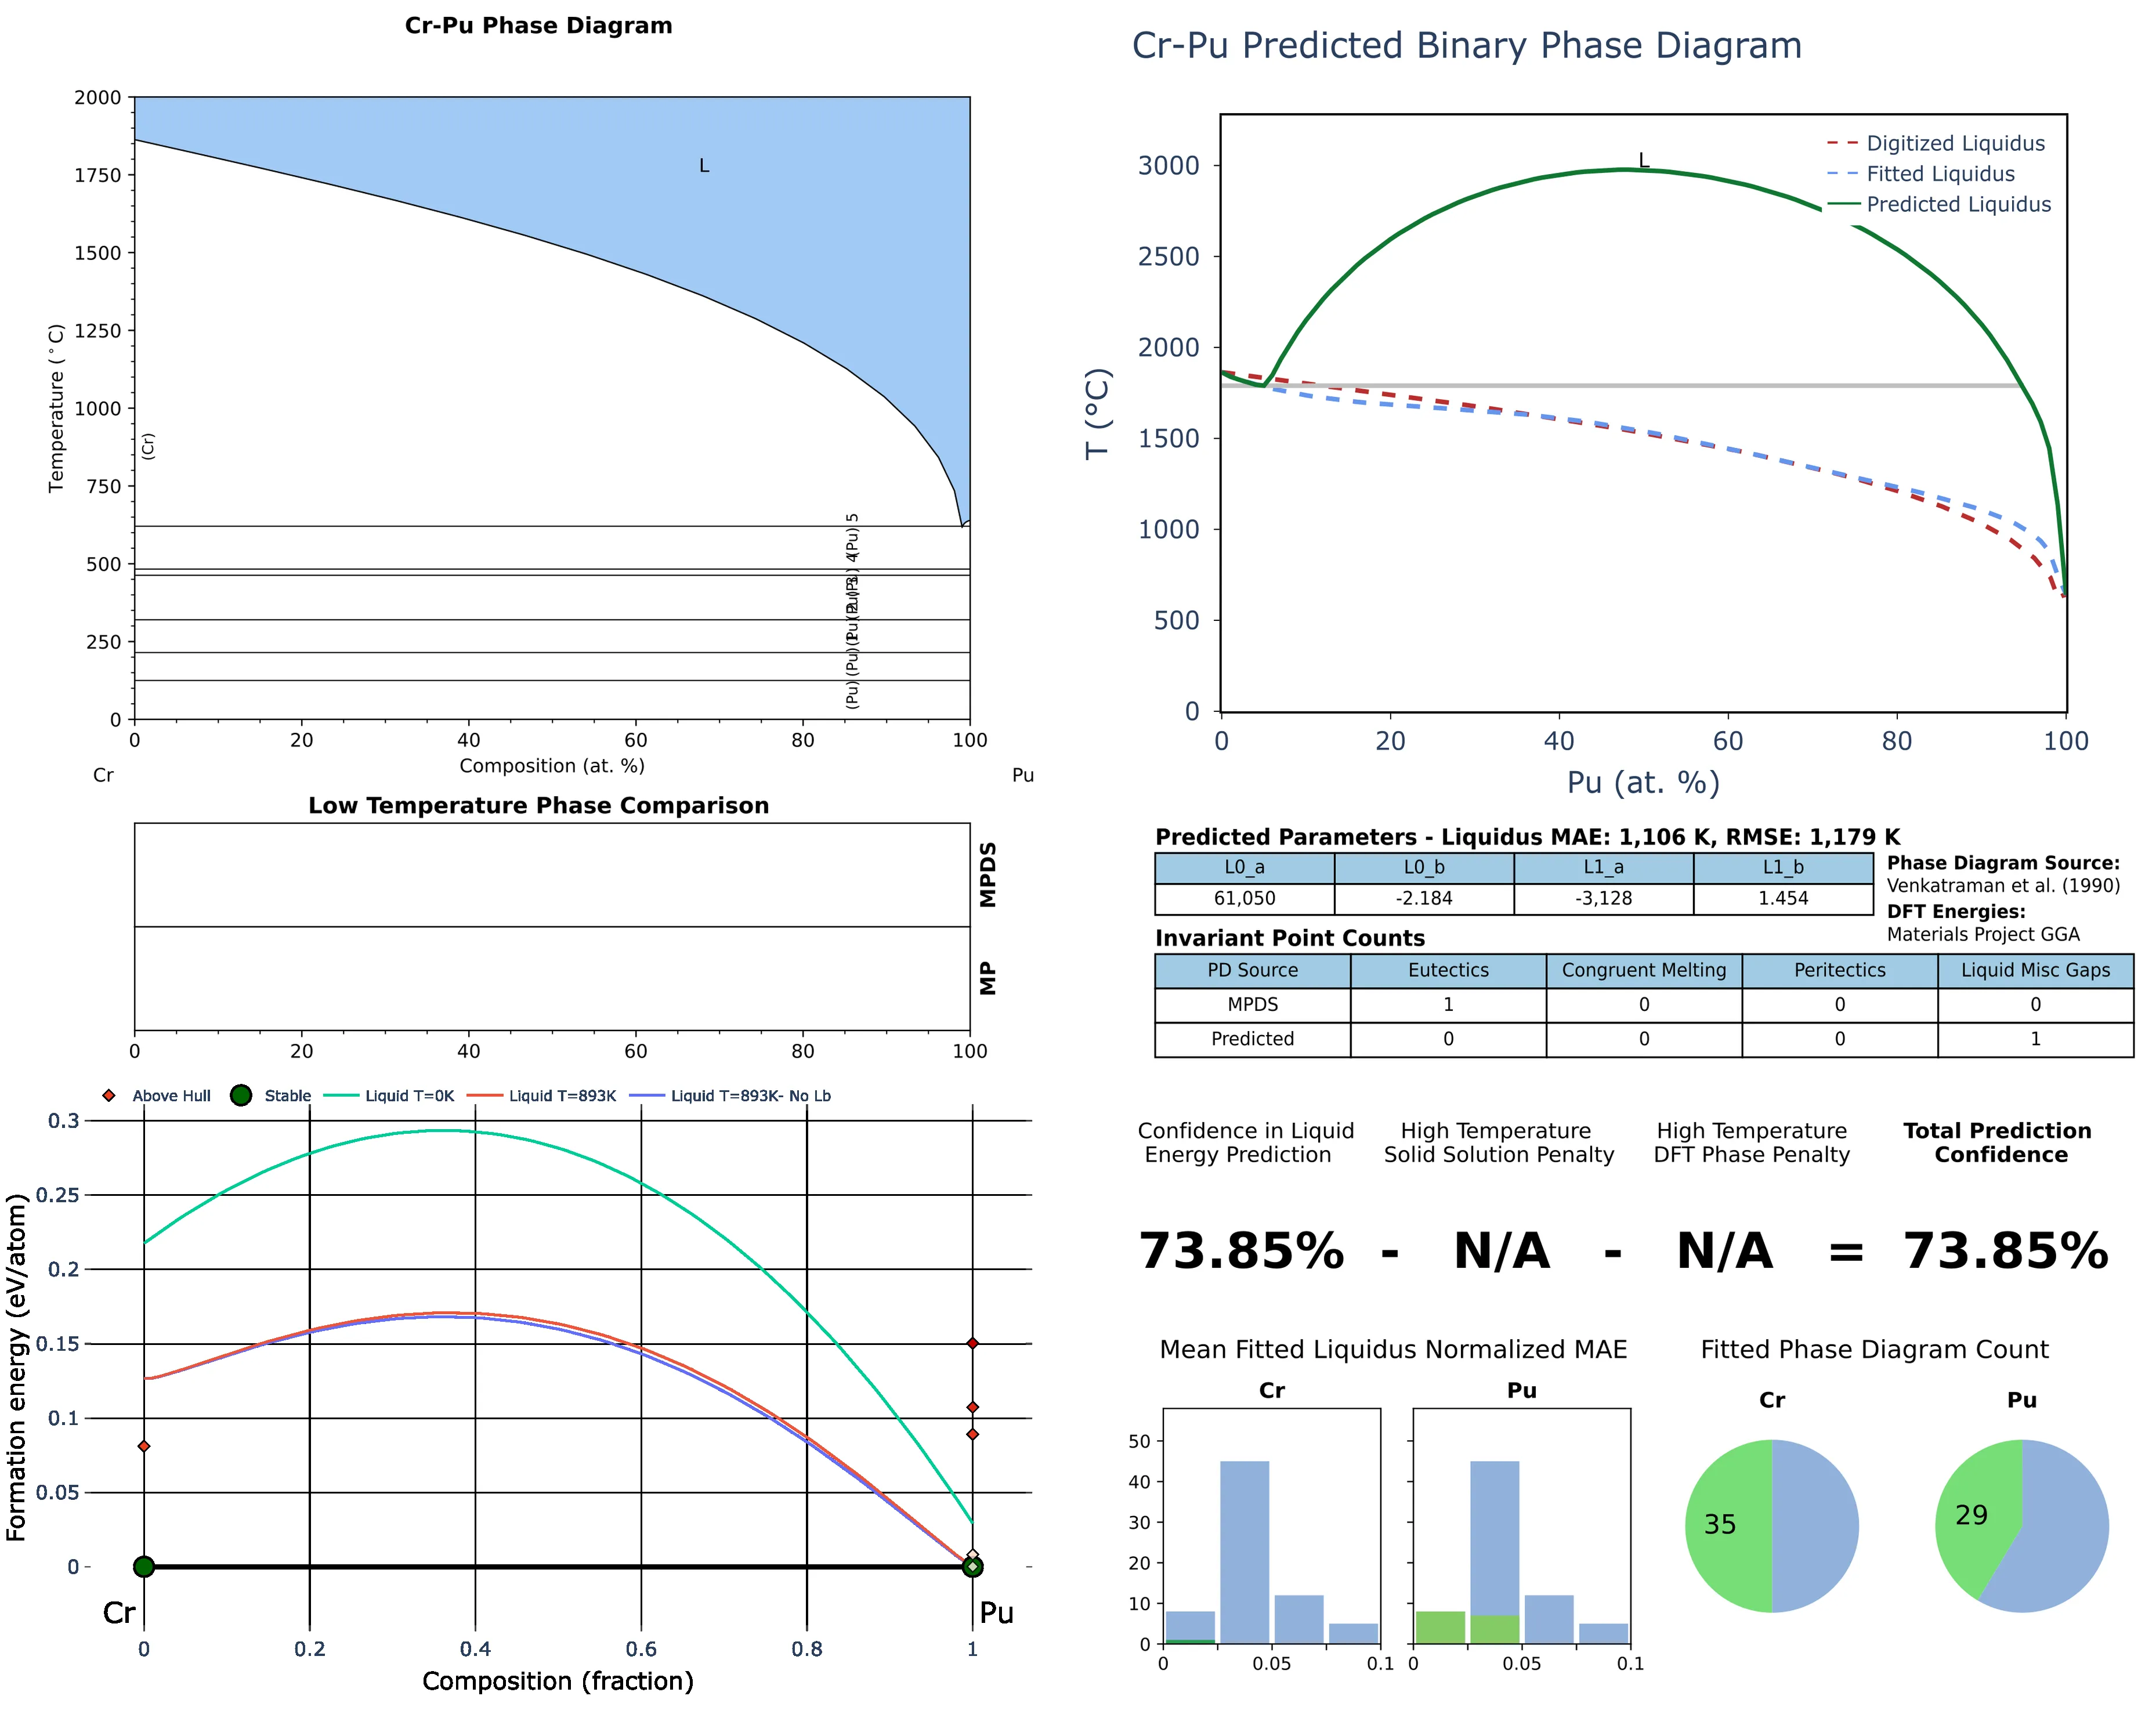 Cr-Pu Phase Diagram
2000
1750
1500
1250
1000
750
500
250
0
Temperature (°C)
L
(Cr)
(Pu) 5
(Pu)
(Pu)
0 20 40 60 80 100
Composition (at. %)
Cr Pu
Low Temperature Phase Comparison
MPDS
MP
0 20 40 60 80 100
Above Hull Stable Liquid T=0K Liquid T=893K Liquid T=893K- No Lb
0.3
0.25
0.2
0.15
0.1
0.05
0
Formation energy (eV/atom)
Cr Pu
0 0.2 0.4 0.6 0.8 1
Composition (fraction)
Cr-Pu Predicted Binary Phase Diagram
3000
2500
2000
1500
1000
500
0
T (°C)
L
Digitized Liquidus
Fitted Liquidus
Predicted Liquidus
0 20 40 60 80 100
Pu (at. %)
Predicted Parameters - Liquidus MAE: 1,106 K, RMSE: 1,179 K
L0_a L0_b L1_a L1_b
61,050 -2.184 -3,128 1.454
Phase Diagram Source:
Venkatraman et al. (1990)
DFT Energies:
Materials Project GGA
Invariant Point Counts
PD Source Eutectics Congruent Melting Peritectics Liquid Misc Gaps
MPDS 1 0 0 0
Predicted 0 0 0 1
Confidence in Liquid
Energy Prediction
High Temperature
Solid Solution Penalty
High Temperature
DFT Phase Penalty
Total Prediction
Confidence
73.85% - N/A - N/A = 73.85%
Mean Fitted Liquidus Normalized MAE
Cr Pu
50
40
30
20
10
0
0 0.05 0.1 0 0.05 0.1
Fitted Phase Diagram Count
Cr Pu
35 29